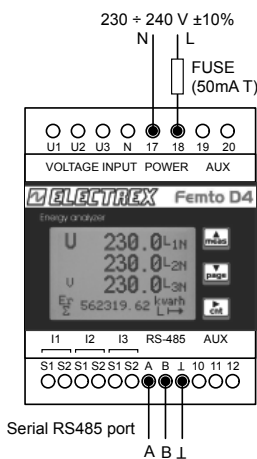 230 ÷ 240 V ±10%
N L
FUSE
(50mA T)
U1 U2 U3 N 17 18 19 20
VOLTAGE INPUT POWER AUX
ELECTREX Femto D4
Energy analyzer
U 230.0 L1N
meas
230.0 L2N
V 230.0 L3N
page
Er Σ 562319.62 kvarh L
cnt
I1 I2 I3 RS-485 AUX
S1 S2 S1 S2 S1 S2 A B ⊥ 10 11 12
Serial RS485 port
A B ⊥